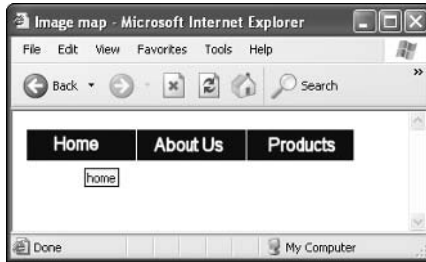 Image map - Microsoft Internet Explorer
File Edit View Favorites Tools Help
Back Search »
Home About Us Products
home
Done My Computer